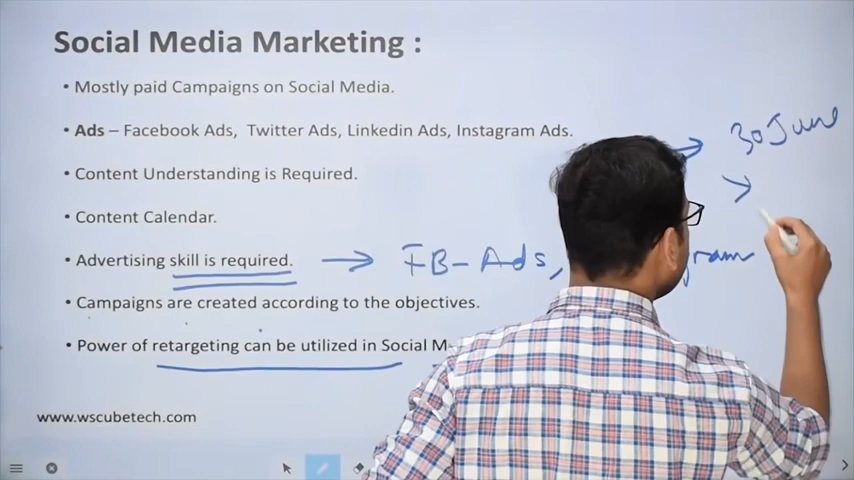 Social Media Marketing :
• Mostly paid Campaigns on Social Media.
• Ads – Facebook Ads, Twitter Ads, Linkedin Ads, Instagram Ads.
30 June
• Content Understanding is Required.
• Content Calendar.
• Advertising skill is required. → FB-Ads, gram
• Campaigns are created according to the objectives.
• Power of retargeting can be utilized in Social M
www.wscubetech.com